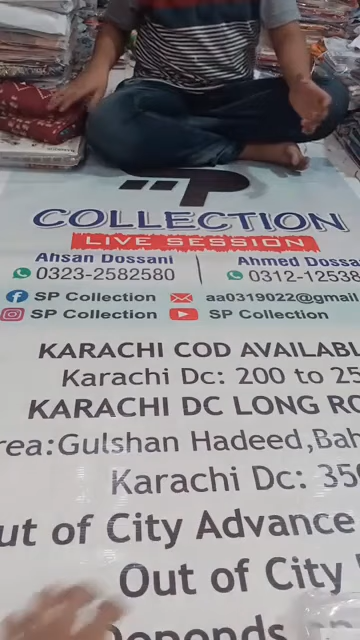 SP
COLLECTION
LIVE SESSION
Ahsan Dossani Ahmed Dossa
0323-2582580 0312-12538
SP Collection aa0319022@gmail
SP Collection SP Collection
KARACHI COD AVAILABL
Karachi Dc: 200 to 25
KARACHI DC LONG RO
rea:Gulshan Hadeed,Bah
Karachi Dc: 35
ut of City Advance
Out of City
Depends